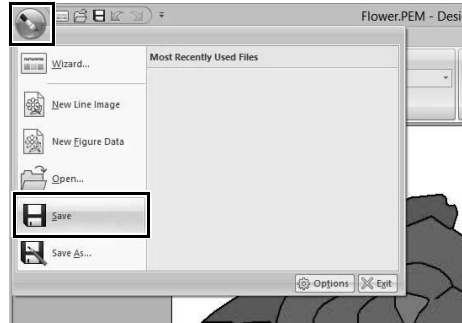 Flower.PEM - Desi
Wizard...
Most Recently Used Files
New Line Image
New Figure Data
Open...
Save
Save As...
Options
Exit